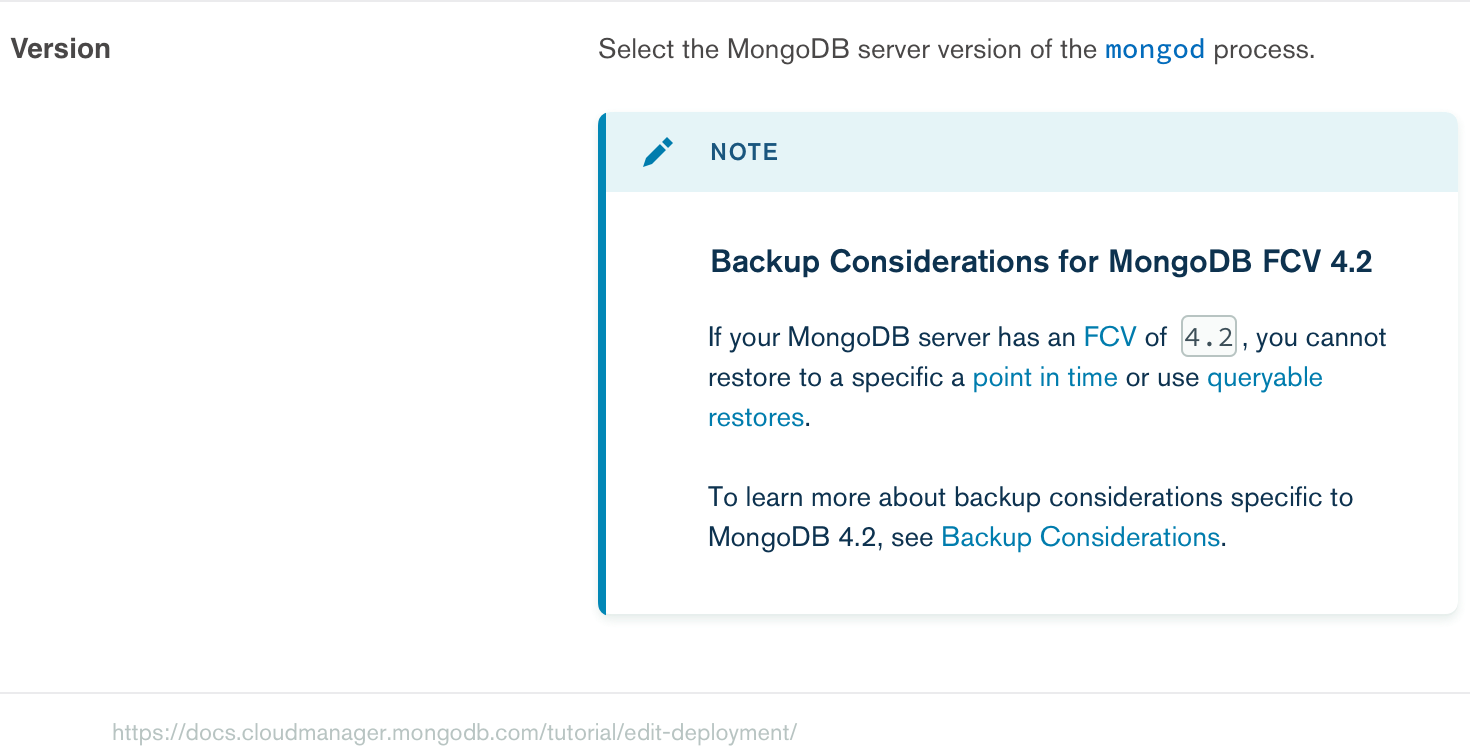 Version
Select the MongoDB server version of the mongod process.
NOTE
Backup Considerations for MongoDB FCV 4.2
If your MongoDB server has an FCV of 4.2, you cannot
restore to a specific a point in time or use queryable
restores.
To learn more about backup considerations specific to
MongoDB 4.2, see Backup Considerations.
https://docs.cloudmanager.mongodb.com/tutorial/edit-deployment/